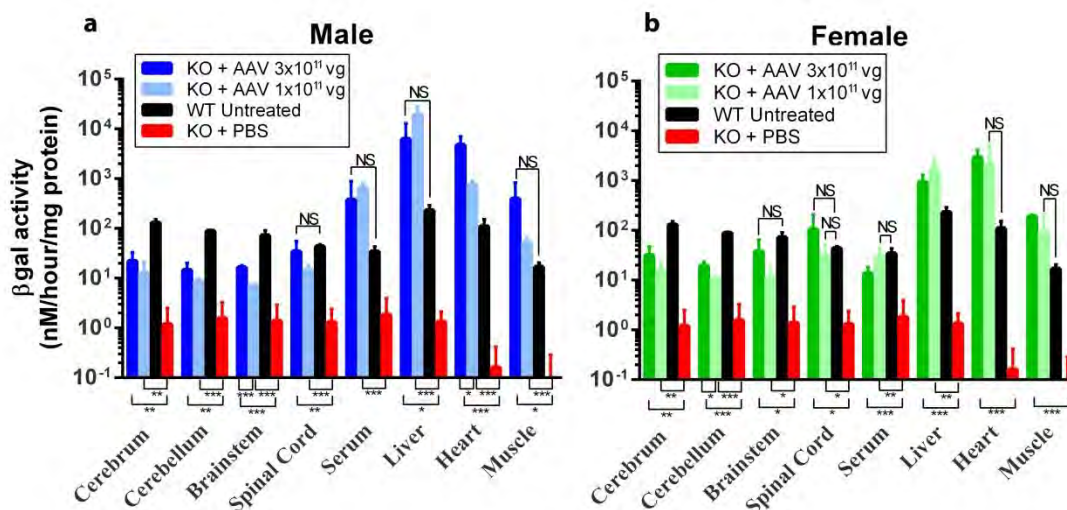 a
Male
KO + AAV 3x10¹¹ vg
KO + AAV 1x10¹¹ vg
WT Untreated
KO + PBS
βgal activity
(nM/hour/mg protein)
10⁵
10⁴
10³
10²
10¹
10⁰
10⁻¹
NS
NS
NS
NS
** *** *** *** *** *** *** * *** ***
** ** *** ** * *** *
Cerebrum
Cerebellum
Brainstem
Spinal Cord
Serum
Liver
Heart
Muscle
b
Female
KO + AAV 3x10¹¹ vg
KO + AAV 1x10¹¹ vg
WT Untreated
KO + PBS
10⁵
10⁴
10³
10²
10¹
10⁰
10⁻¹
NS
NS
NS
NS
NS
NS
** * *** * * ** **
** *** * * *** * *** ***
Cerebrum
Cerebellum
Brainstem
Spinal Cord
Serum
Liver
Heart
Muscle